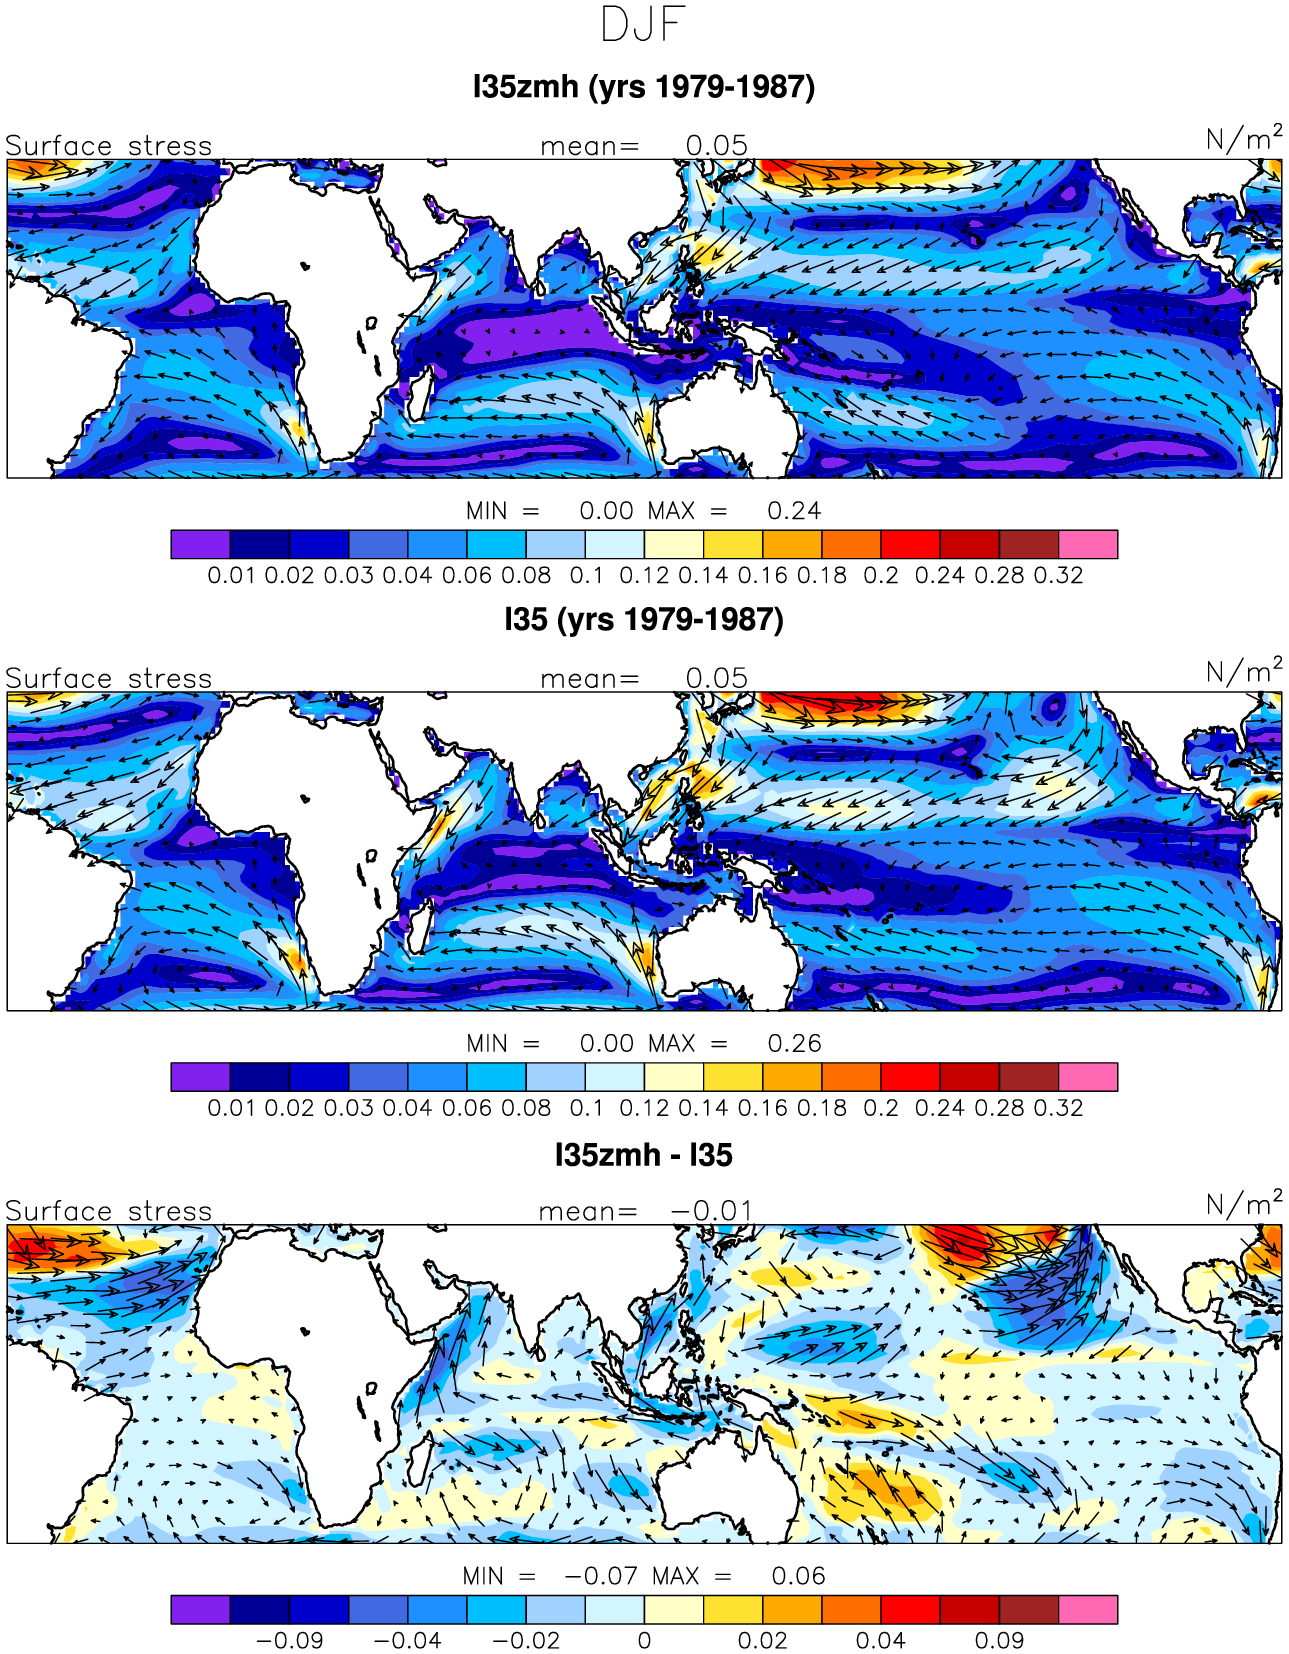 DJF
l35zmh (yrs 1979-1987)
Surface stress mean= 0.05 N/m²
MIN = 0.00 MAX = 0.24
0.01 0.02 0.03 0.04 0.06 0.08 0.1 0.12 0.14 0.16 0.18 0.2 0.24 0.28 0.32
l35 (yrs 1979-1987)
Surface stress mean= 0.05 N/m²
MIN = 0.00 MAX = 0.26
0.01 0.02 0.03 0.04 0.06 0.08 0.1 0.12 0.14 0.16 0.18 0.2 0.24 0.28 0.32
l35zmh - l35
Surface stress mean= −0.01 N/m²
MIN = −0.07 MAX = 0.06
−0.09 −0.04 −0.02 0 0.02 0.04 0.09